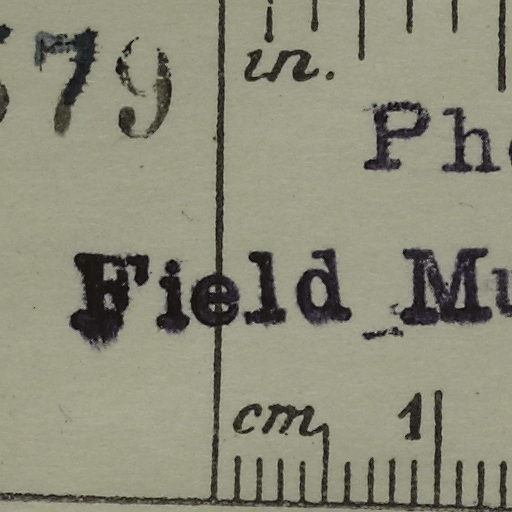 579
in.
Ph
Field Mu
cm 1